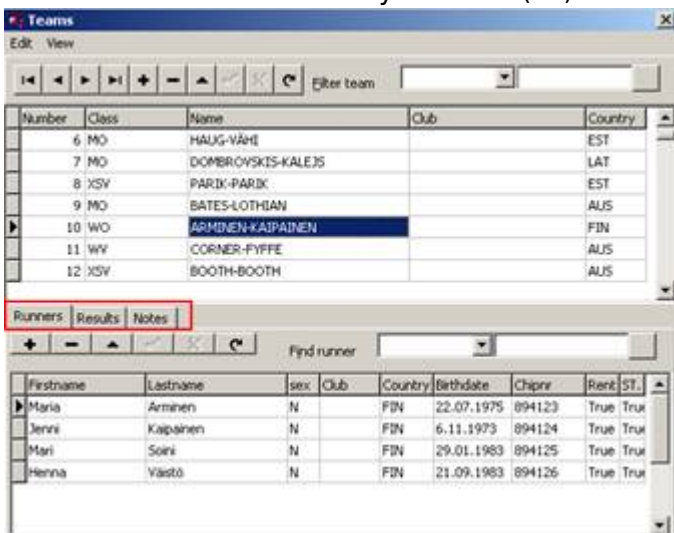 Teams
Edit View
Filter team
Number Class Name Club Country
6 MO HAUG-VÄHI EST
7 MO DOMBROVSKIS-KALEJS LAT
8 XSV PARIK-PARIK EST
9 MO BATES-LOTHIAN AUS
10 WO ARMINEN-KAIPAINEN FIN
11 WV CORNER-FYFFE AUS
12 XSV BOOTH-BOOTH AUS
Runners Results Notes
Find runner
Firstname Lastname sex Club Country Birthdate Chipnr Rent ST.
Maria Arminen N FIN 22.07.1975 894123 True True
Jenni Kaipainen N FIN 6.11.1973 894124 True True
Mari Soini N FIN 29.01.1983 894125 True True
Henna Väistö N FIN 21.09.1983 894126 True True